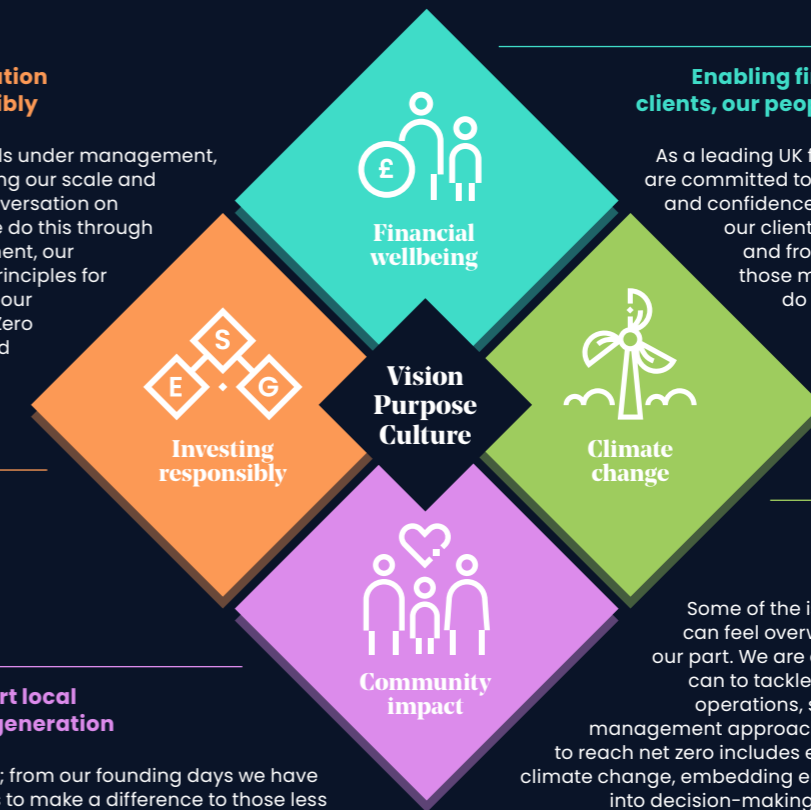 ution
ibly
ls under management,
ng our scale and
versation on
e do this through
nent, our
rinciples for
our
Zero
d
Enabling fi
clients, our peop
As a leading UK f
are committed to
and confidence
our client
and fro
those m
do
£
Financial
wellbeing
S
E
G
Investing
responsibly
Vision
Purpose
Culture
Climate
change
Community
impact
rt local
generation
; from our founding days we have
s to make a difference to those less
Some of the i
can feel overw
our part. We are
can to tackle
operations, s
management approac
to reach net zero includes e
climate change, embedding e
into decision-making